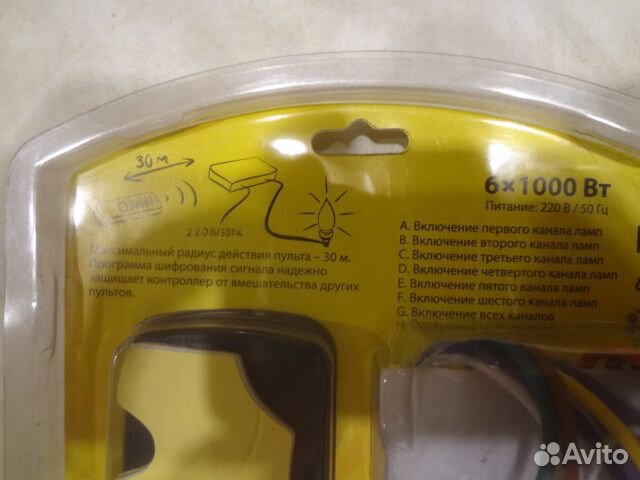 30 м
220В/50Гц
Максимальный радиус действия пульта – 30 м.
Программа шифрования сигнала надежно
защищает контроллер от вмешательства других
пультов.
6×1000 Вт
Питание: 220 В / 50 Гц
A. Включение первого канала ламп
B. Включение второго канала ламп
C. Включение третьего канала ламп
D. Включение четвертого канала ламп
E. Включение пятого канала ламп
F. Включение шестого канала ламп
G. Включение всех каналов
Avito